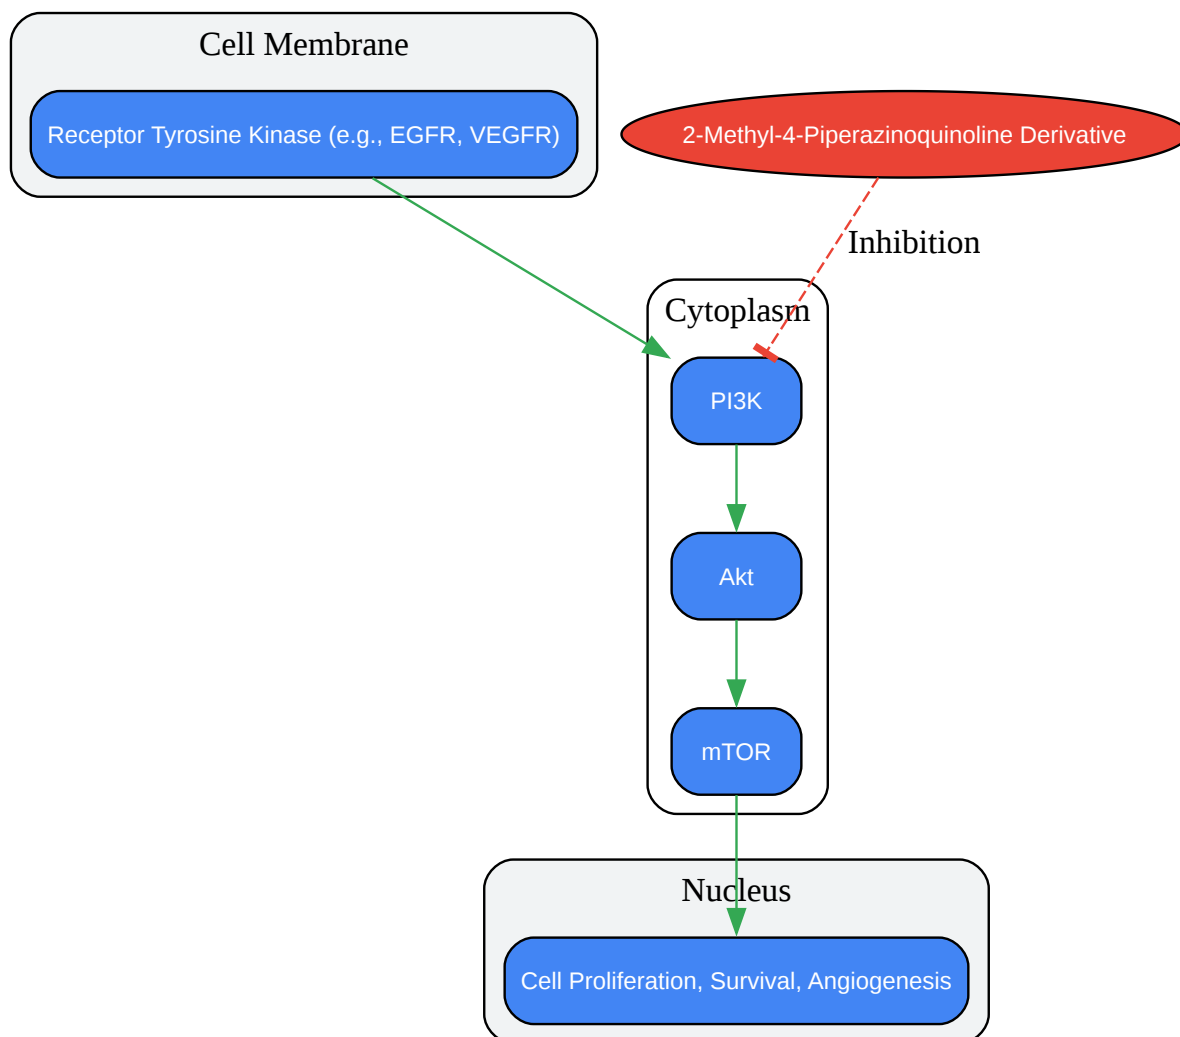 Cell Membrane
Receptor Tyrosine Kinase (e.g., EGFR, VEGFR)
2-Methyl-4-Piperazinoquinoline Derivative
Inhibition
Cytoplasm
PI3K
Akt
mTOR
Nucleus
Cell Proliferation, Survival, Angiogenesis